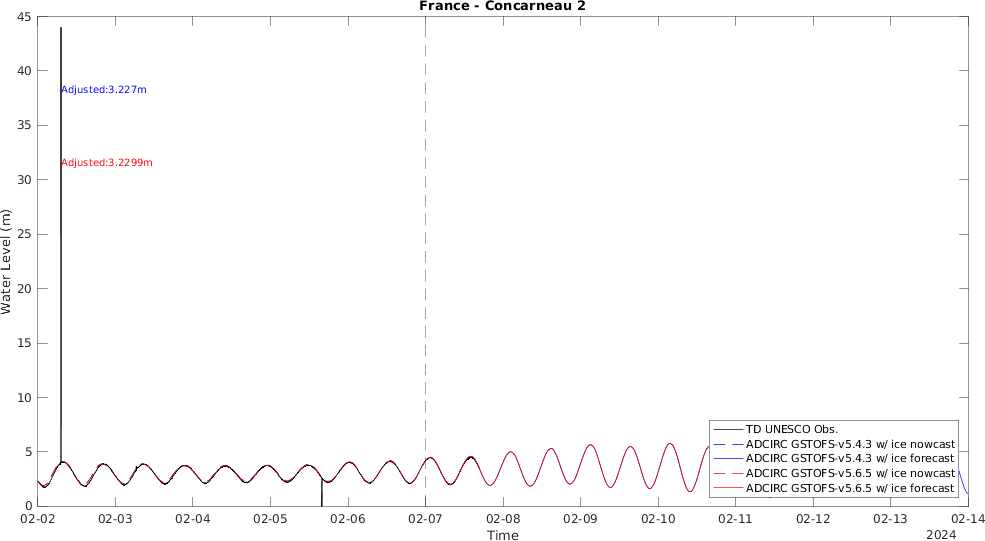 France - Concarneau 2
45
40
35
30
25
20
15
10
5
0
Water Level (m)
Adjusted:3.227m
Adjusted:3.2299m
TD UNESCO Obs.
ADCIRC GSTOFS-v5.4.3 w/ ice nowcast
ADCIRC GSTOFS-v5.4.3 w/ ice forecast
ADCIRC GSTOFS-v5.6.5 w/ ice nowcast
ADCIRC GSTOFS-v5.6.5 w/ ice forecast
02-02 02-03 02-04 02-05 02-06 02-07 02-08 02-09 02-10 02-11 02-12 02-13 02-14
Time
2024